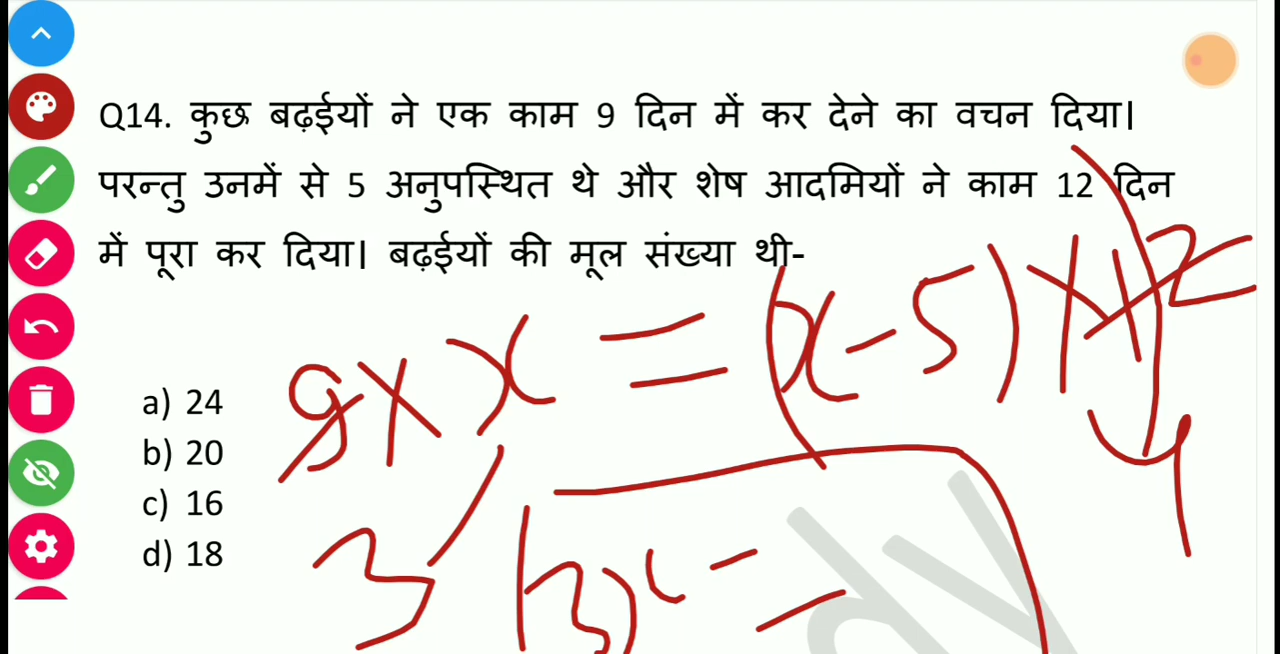 Q14. कुछ बढ़ईयों ने एक काम 9 दिन में कर देने का वचन दिया।
परन्तु उनमें से 5 अनुपस्थित थे और शेष आदमियों ने काम 12 दिन
में पूरा कर दिया। बढ़ईयों की मूल संख्या थी-
9 × x = (x - 5) × 12
4
a) 24
b) 20
c) 16
d) 18
3 3x =
dy